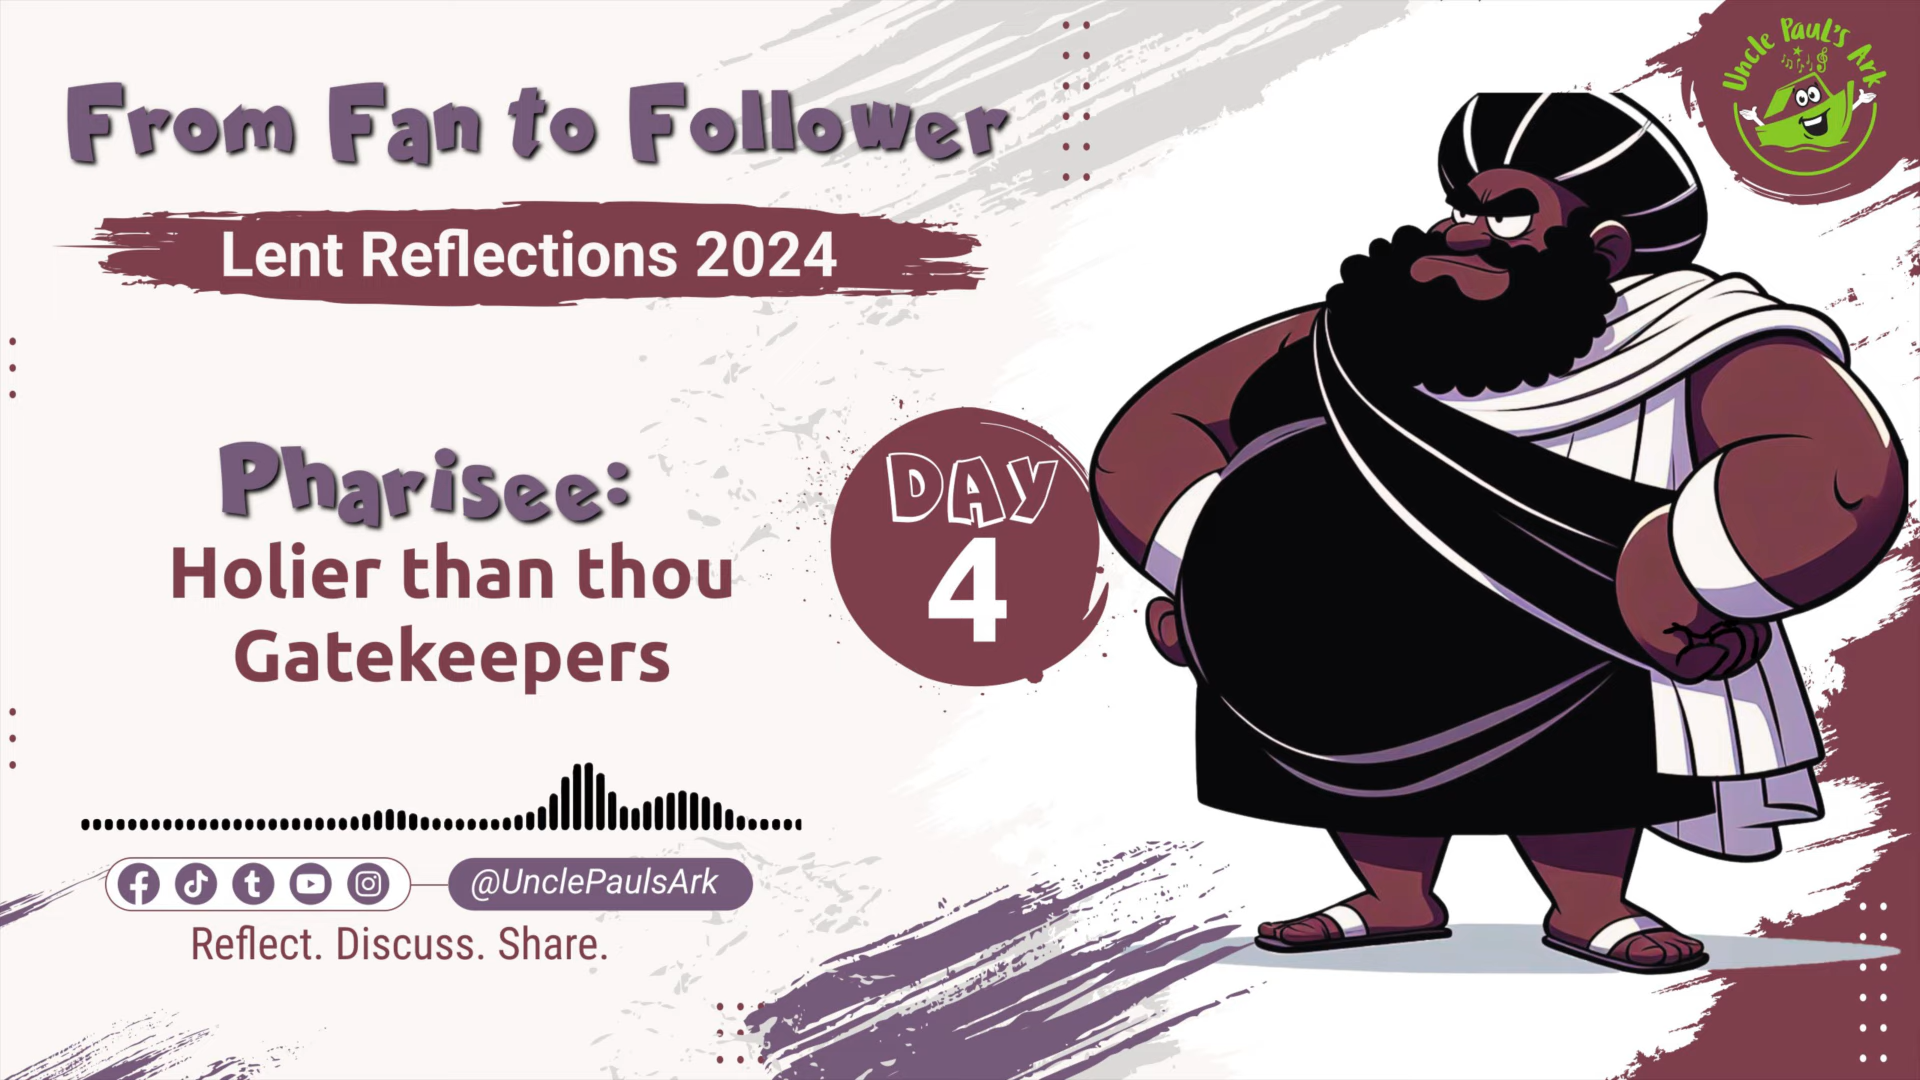 From Fan to Follower
Uncle Paul's Ark
Lent Reflections 2024
Pharisee:
Holier than thou
Gatekeepers
DAY
4
@UnclePaulsArk
Reflect. Discuss. Share.